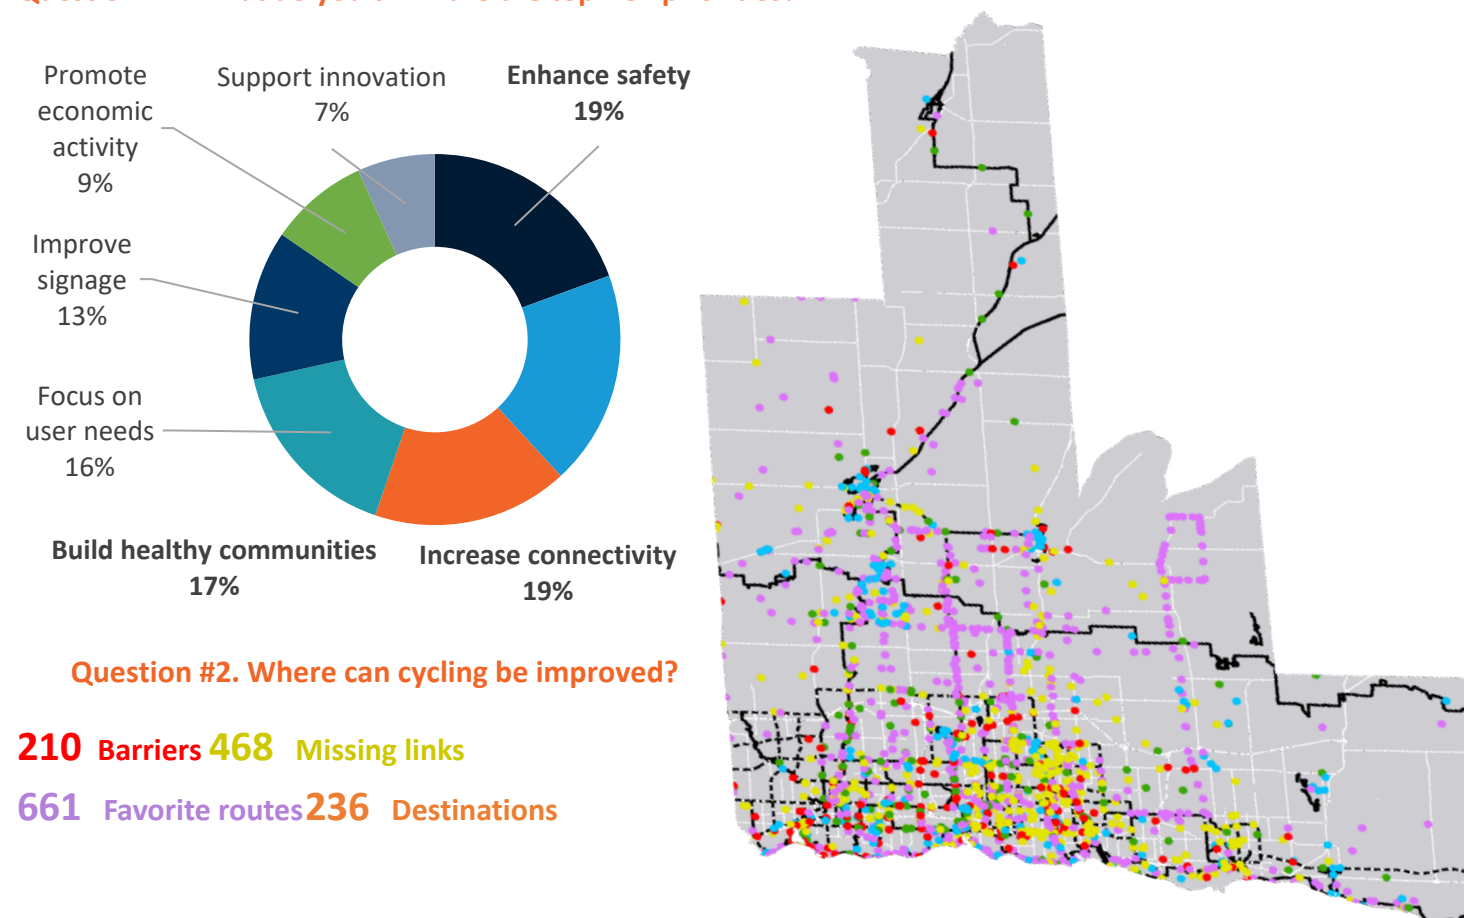 Promote
economic
activity
9%
Support innovation
7%
Enhance safety
19%
Improve
signage
13%
Focus on
user needs
16%
Build healthy communities
17%
Increase connectivity
19%
Question #2. Where can cycling be improved?
210 Barriers 468 Missing links
661 Favorite routes 236 Destinations